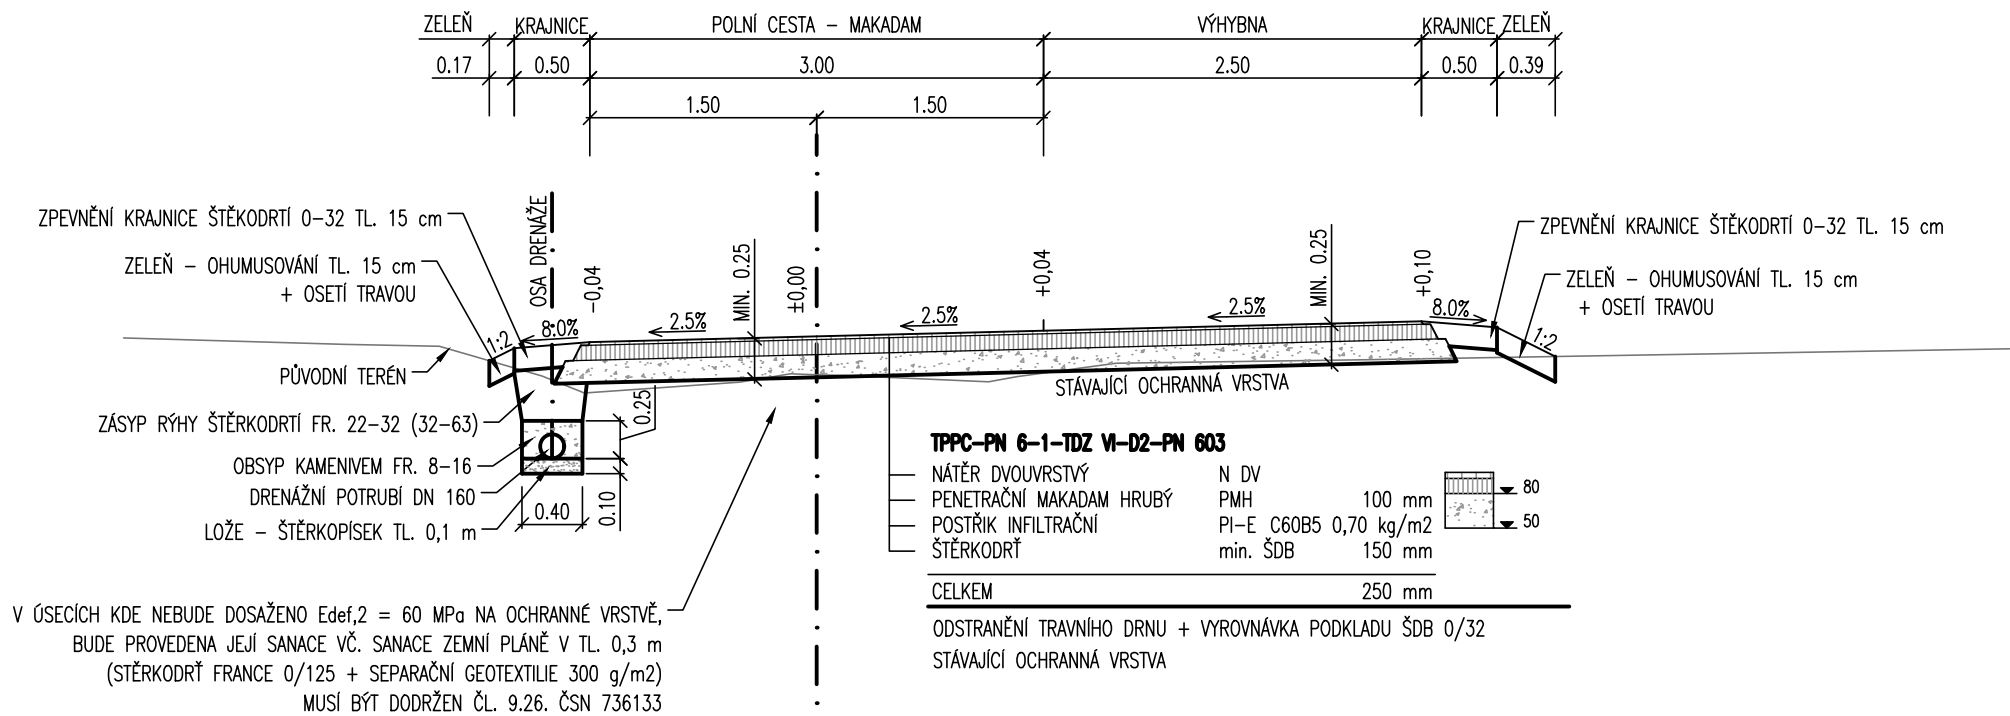 ZELEŇ KRAJNICE POLNÍ CESTA - MAKADAM VÝHYBNA KRAJNICE ZELEŇ
0.17 0.50 3.00 2.50 0.50 0.39
1.50 1.50
ZPEVNĚNÍ KRAJNICE ŠTĚKODRTÍ 0-32 TL. 15 cm
ZELEŇ - OHUMUSOVÁNÍ TL. 15 cm
+ OSETÍ TRAVOU
OSA DRENÁŽE
-0,04
MIN. 0.25
±0,00
+0,04
MIN. 0.25
+0,10
ZPEVNĚNÍ KRAJNICE ŠTĚKODRTÍ 0-32 TL. 15 cm
ZELEŇ - OHUMUSOVÁNÍ TL. 15 cm
+ OSETÍ TRAVOU
1:2 8.0% 2.5% 2.5% 2.5% 8.0% 1:2
PŮVODNÍ TERÉN
STÁVAJÍCÍ OCHRANNÁ VRSTVA
ZÁSYP RÝHY ŠTĚRKODRTÍ FR. 22-32 (32-63)
OBSYP KAMENIVEM FR. 8-16
DRENÁŽNÍ POTRUBÍ DN 160
LOŽE - ŠTĚRKOPÍSEK TL. 0,1 m
0.25
0.40
0.10
TPPC-PN 6-1-TDZ VI-D2-PN 603
NÁTĚR DVOUVRSTVÝ N DV
PENETRAČNÍ MAKADAM HRUBÝ PMH 100 mm
POSTŘIK INFILTRAČNÍ PI-E C60B5 0,70 kg/m2
ŠTĚRKODRŤ min. ŠDB 150 mm
80
50
CELKEM 250 mm
ODSTRANĚNÍ TRAVNÍHO DRNU + VYROVNÁVKA PODKLADU ŠDB 0/32
STÁVAJÍCÍ OCHRANNÁ VRSTVA
V ÚSECÍCH KDE NEBUDE DOSAŽENO Edef,2 = 60 MPa NA OCHRANNÉ VRSTVĚ,
BUDE PROVEDENA JEJÍ SANACE VČ. SANACE ZEMNÍ PLÁNĚ V TL. 0,3 m
(STĚRKODRŤ FRANCE 0/125 + SEPARAČNÍ GEOTEXTILIE 300 g/m2)
MUSÍ BÝT DODRŽEN ČL. 9.26. ČSN 736133